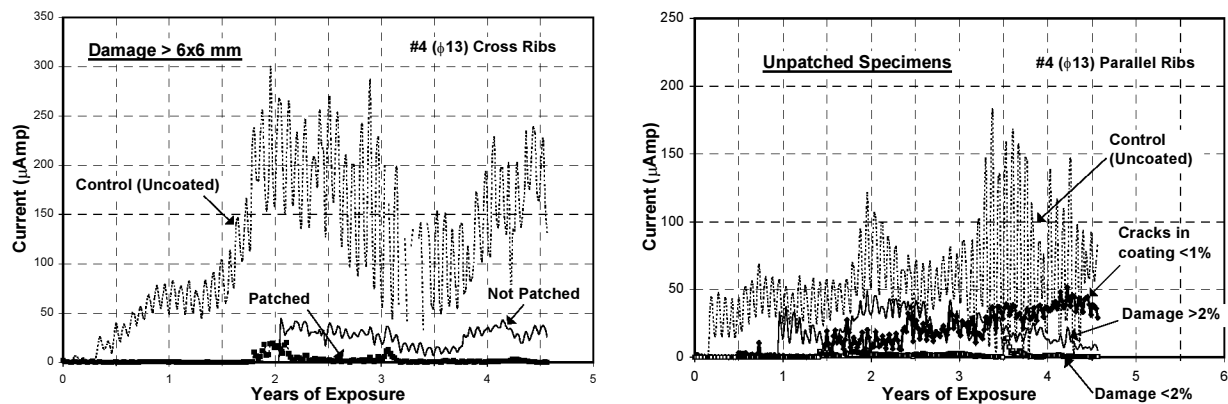 Damage > 6x6 mm
#4 (ϕ13) Cross Ribs
350
300
250
200
150
100
50
0
Current (μAmp)
Control (Uncoated)
Patched
Not Patched
0 1 2 3 4 5
Years of Exposure
Unpatched Specimens
#4 (ϕ13) Parallel Ribs
250
200
150
100
50
0
Current (μAmp)
Control
(Uncoated)
Cracks in
coating <1%
Damage >2%
Damage <2%
0 1 2 3 4 5 6
Years of Exposure